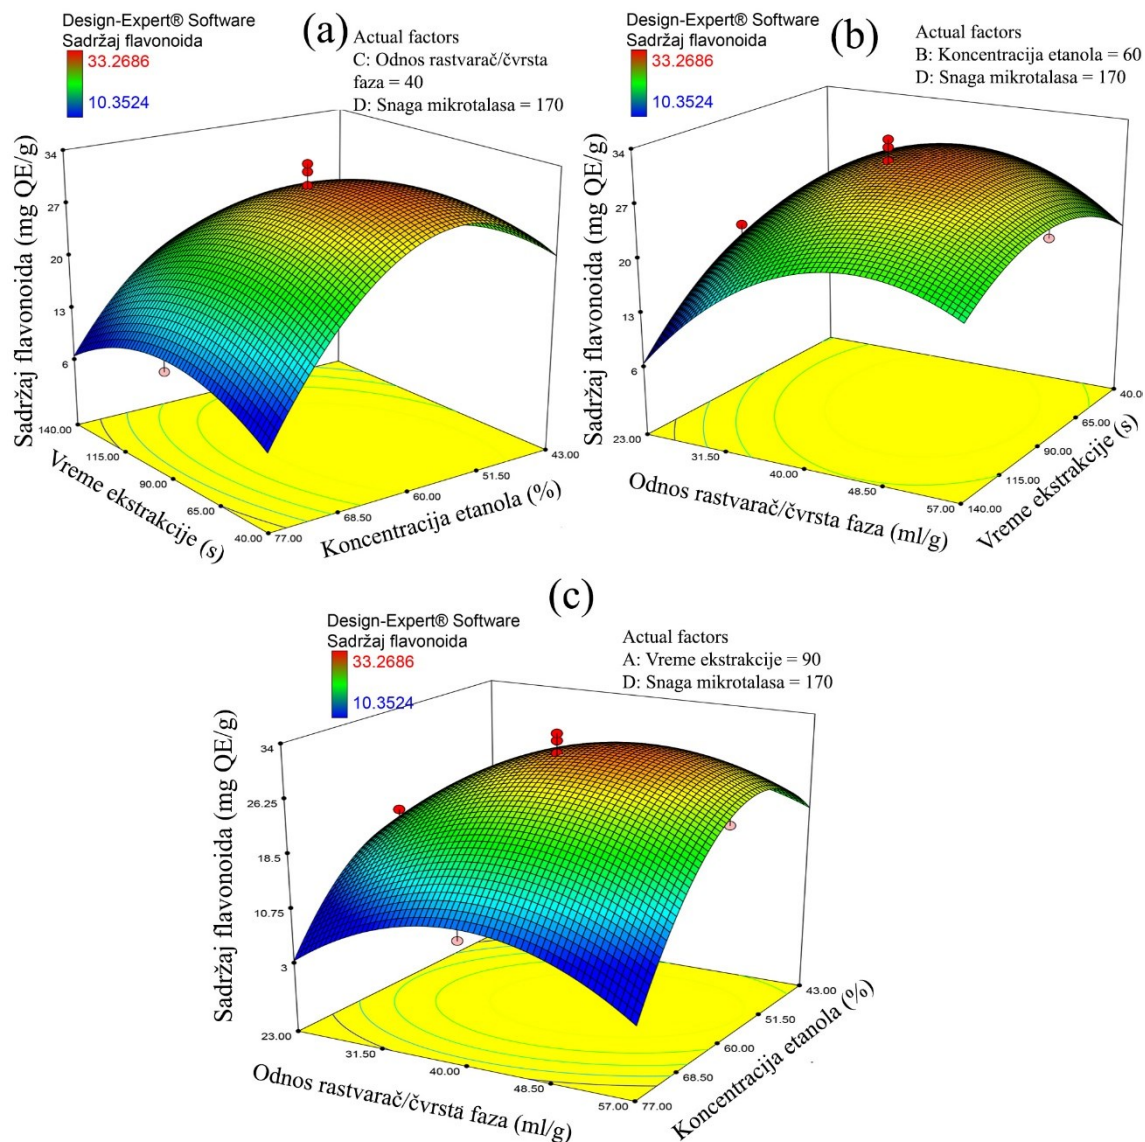 (a)
Design-Expert® Software
Sadržaj flavonoida
33.2686
10.3524
Actual factors
C: Odnos rastvarač/čvrsta
faza = 40
D: Snaga mikrotalasa = 170
Sadržaj flavonoida (mg QE/g)
34
27
20
13
6
140.00
115.00
90.00
65.00
40.00
Vreme ekstrakcije (s)
77.00
68.50
60.00
51.50
43.00
Koncentracija etanola (%)
(b)
Design-Expert® Software
Sadržaj flavonoida
33.2686
10.3524
Actual factors
B: Koncentracija etanola = 60
D: Snaga mikrotalasa = 170
Sadržaj flavonoida (mg QE/g)
34
27
20
13
6
23.00
31.50
40.00
48.50
57.00
Odnos rastvarač/čvrsta faza (ml/g)
140.00
115.00
90.00
65.00
40.00
Vreme ekstrakcije (s)
(c)
Design-Expert® Software
Sadržaj flavonoida
33.2686
10.3524
Actual factors
A: Vreme ekstrakcije = 90
D: Snaga mikrotalasa = 170
Sadržaj flavonoida (mg QE/g)
34
26.25
18.5
10.75
3
23.00
31.50
40.00
48.50
57.00
Odnos rastvarač/čvrsta faza (ml/g)
77.00
68.50
60.00
51.50
43.00
Koncentracija etanola (%)